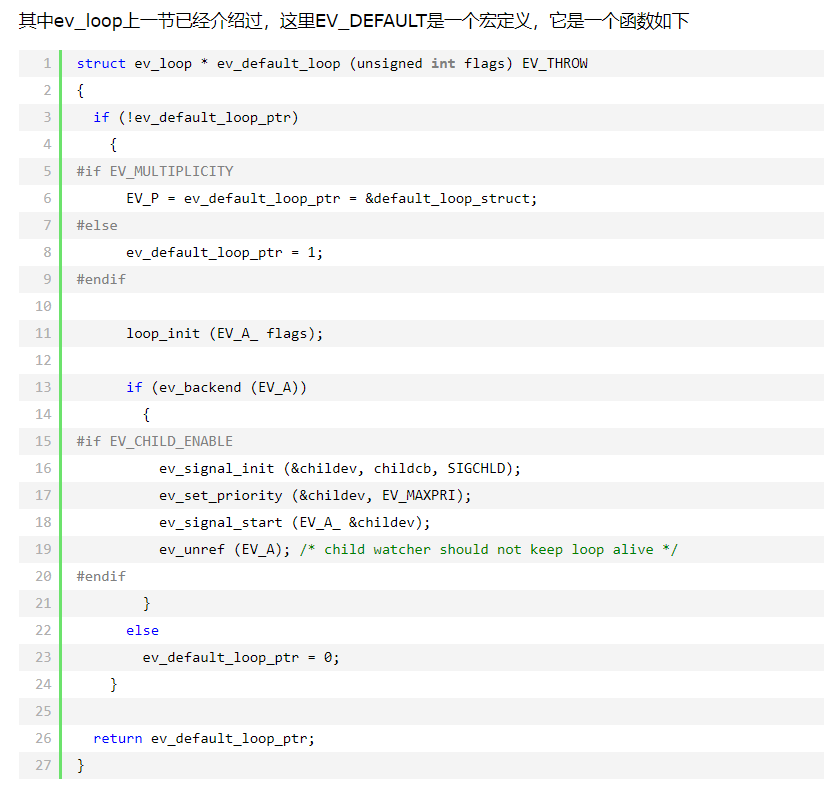 其中ev_loop上一节已经介绍过，这里EV_DEFAULT是一个宏定义，它是一个函数如下
1 struct ev_loop * ev_default_loop (unsigned int flags) EV_THROW
2 {
3   if (!ev_default_loop_ptr)
4     {
5 #if EV_MULTIPLICITY
6       EV_P = ev_default_loop_ptr = &default_loop_struct;
7 #else
8       ev_default_loop_ptr = 1;
9 #endif
10
11       loop_init (EV_A_ flags);
12
13       if (ev_backend (EV_A))
14         {
15 #if EV_CHILD_ENABLE
16           ev_signal_init (&childev, childcb, SIGCHLD);
17           ev_set_priority (&childev, EV_MAXPRI);
18           ev_signal_start (EV_A_ &childev);
19           ev_unref (EV_A); /* child watcher should not keep loop alive */
20 #endif
21         }
22       else
23         ev_default_loop_ptr = 0;
24     }
25
26   return ev_default_loop_ptr;
27 }